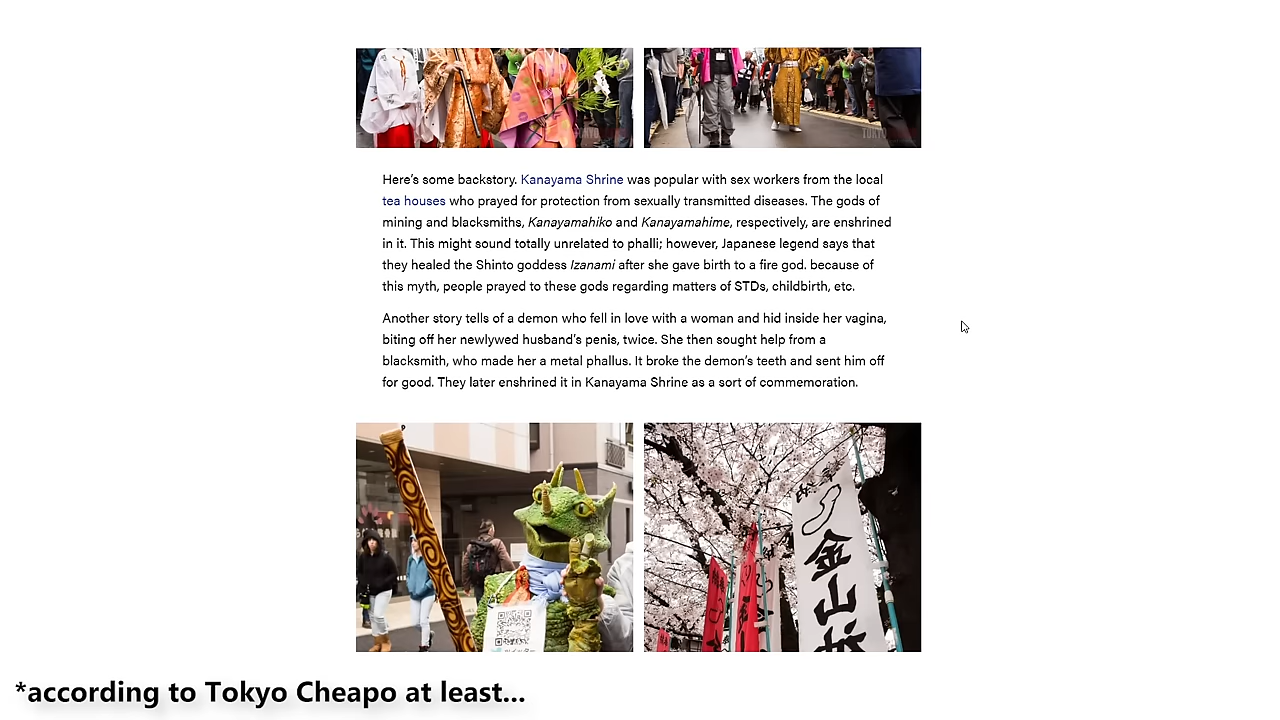 TOKYO
TOKYO
Here's some backstory. Kanayama Shrine was popular with sex workers from the local
tea houses who prayed for protection from sexually transmitted diseases. The gods of
mining and blacksmiths, Kanayamahiko and Kanayamahime, respectively, are enshrined
in it. This might sound totally unrelated to phalli; however, Japanese legend says that
they healed the Shinto goddess Izanami after she gave birth to a fire god. because of
this myth, people prayed to these gods regarding matters of STDs, childbirth, etc.
Another story tells of a demon who fell in love with a woman and hid inside her vagina,
biting off her newlywed husband's penis, twice. She then sought help from a
blacksmith, who made her a metal phallus. It broke the demon's teeth and sent him off
for good. They later enshrined it in Kanayama Shrine as a sort of commemoration.
金山
*according to Tokyo Cheapo at least...